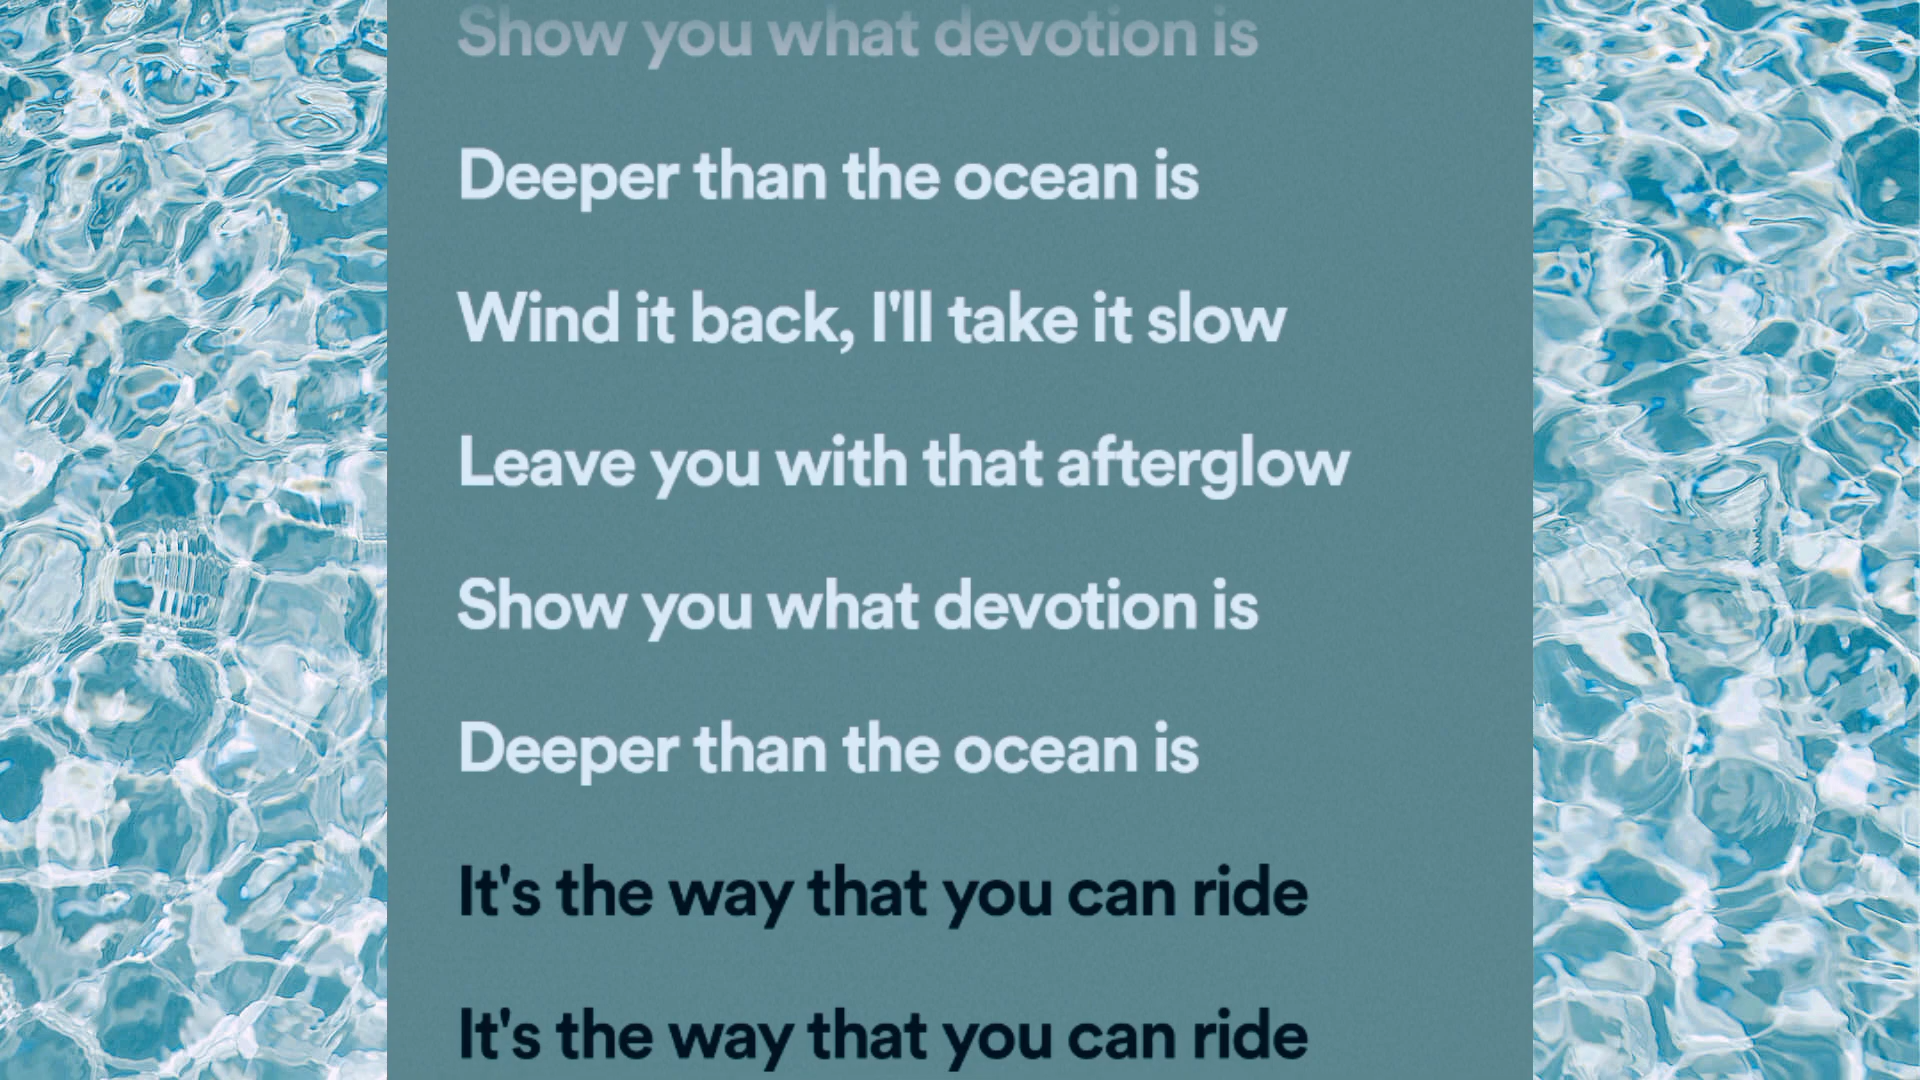 Show you what devotion is
Deeper than the ocean is
Wind it back, I'll take it slow
Leave you with that afterglow
Show you what devotion is
Deeper than the ocean is
It's the way that you can ride
It's the way that you can ride